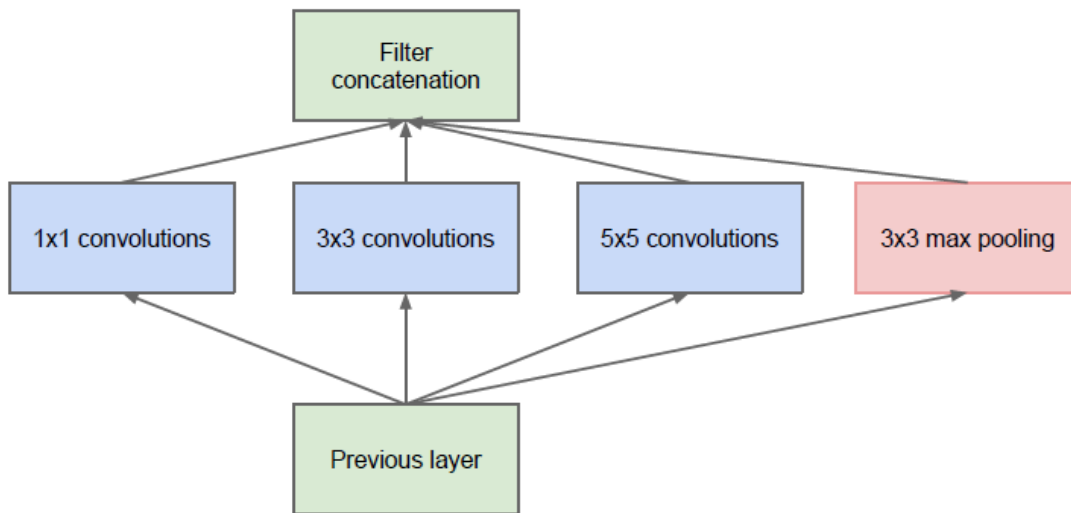 Filter
concatenation
1x1 convolutions
3x3 convolutions
5x5 convolutions
3x3 max pooling
Previous layer